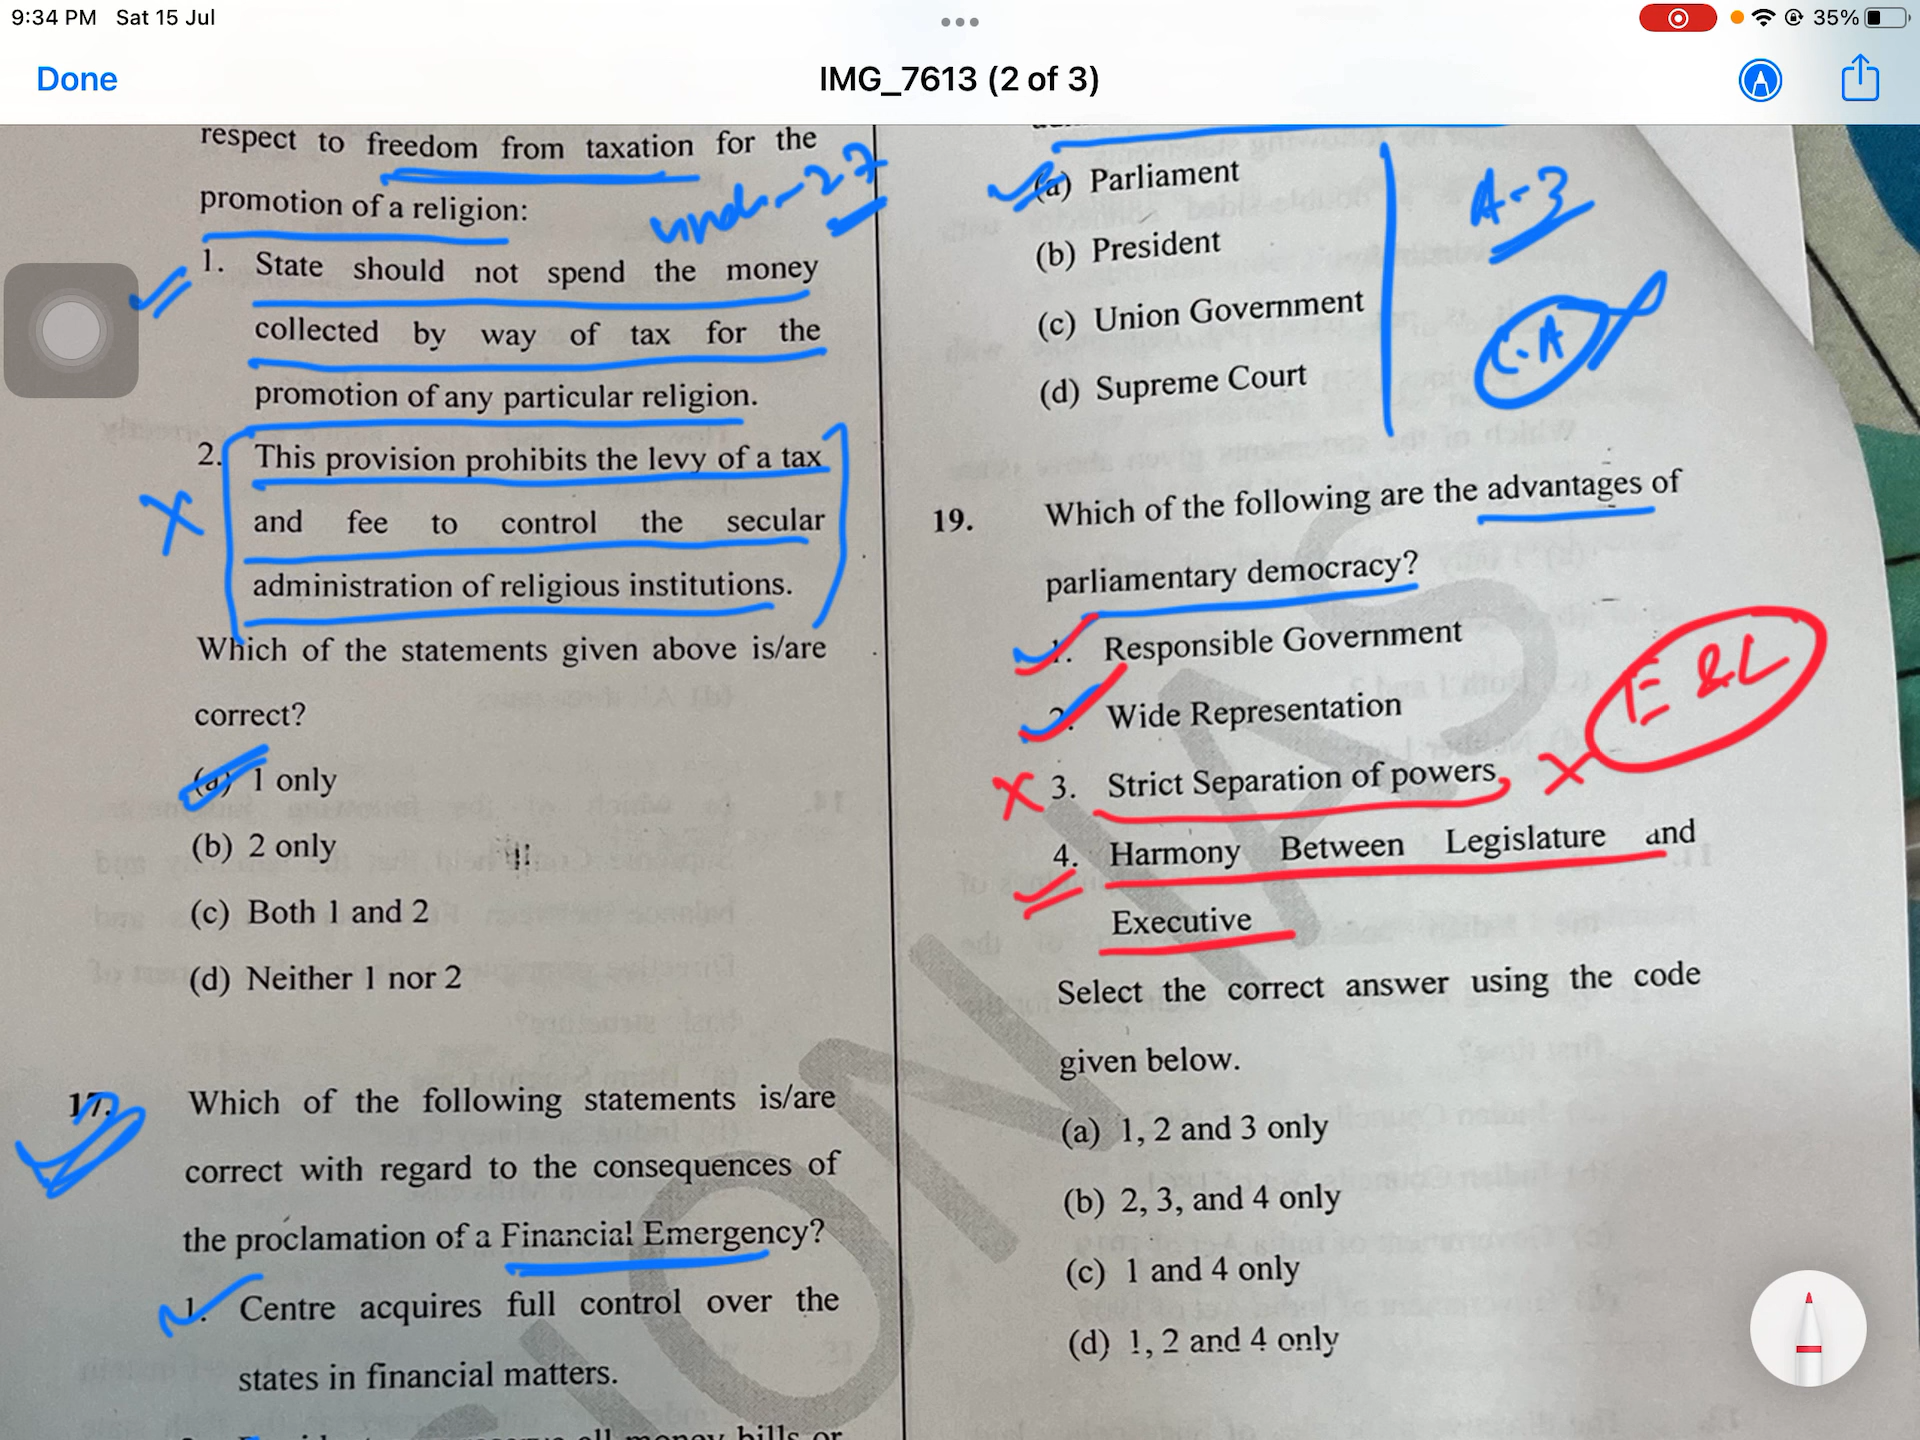 9:34 PM Sat 15 Jul
35%
Done
IMG_7613 (2 of 3)
respect to freedom from taxation for the
promotion of a religion:
1. State should not spend the money
collected by way of tax for the
promotion of any particular religion.
2. This provision prohibits the levy of a tax
and fee to control the secular
administration of religious institutions.
Which of the statements given above is/are
correct?
(a) 1 only
(b) 2 only
(c) Both 1 and 2
(d) Neither 1 nor 2
17. Which of the following statements is/are
correct with regard to the consequences of
the proclamation of a Financial Emergency?
1. Centre acquires full control over the
states in financial matters.
all money bills or
(a) Parliament
(b) President
(c) Union Government
(d) Supreme Court
A-3
19. Which of the following are the advantages of
parliamentary democracy?
1. Responsible Government
2. Wide Representation
3. Strict Separation of powers
E & L
4. Harmony Between Legislature and
Executive
Select the correct answer using the code
given below.
(a) 1, 2 and 3 only
(b) 2, 3, and 4 only
(c) 1 and 4 only
(d) 1, 2 and 4 only